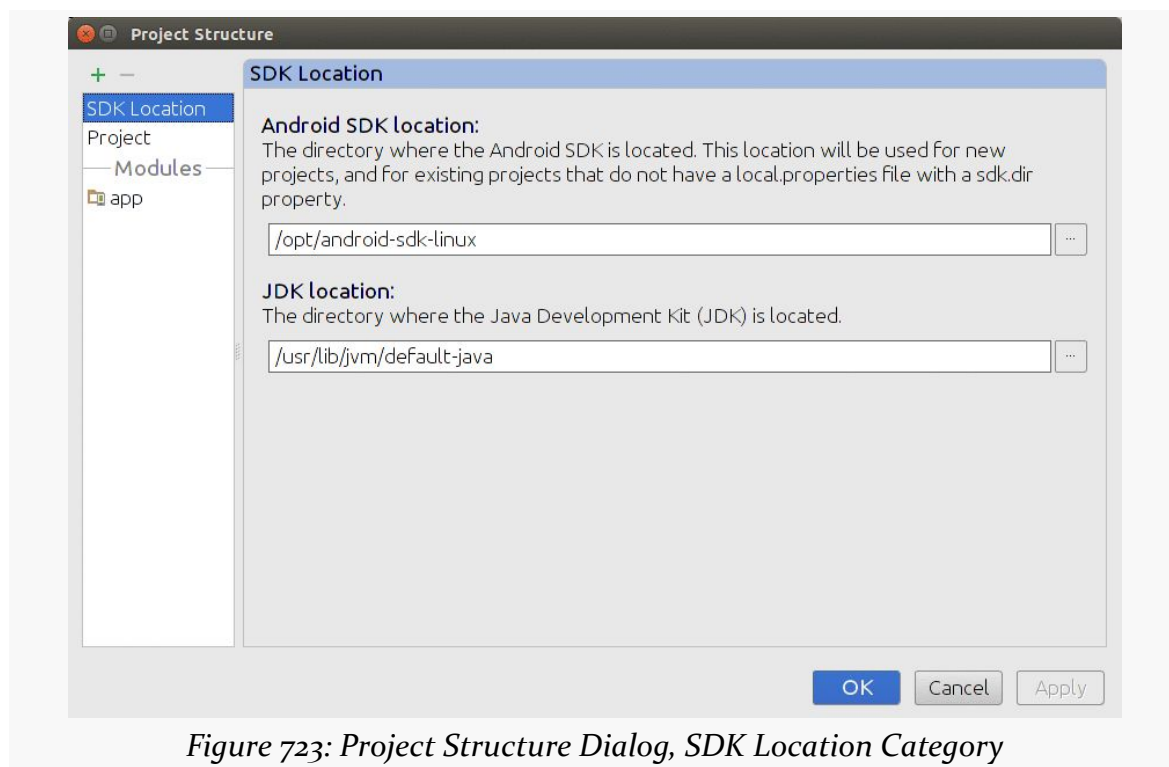 Project Structure
+ −
SDK Location
Project
Modules
app
SDK Location
Android SDK location:
The directory where the Android SDK is located. This location will be used for new
projects, and for existing projects that do not have a local.properties file with a sdk.dir
property.
/opt/android-sdk-linux
...
JDK location:
The directory where the Java Development Kit (JDK) is located.
/usr/lib/jvm/default-java
...
OK
Cancel
Apply
Figure 723: Project Structure Dialog, SDK Location Category